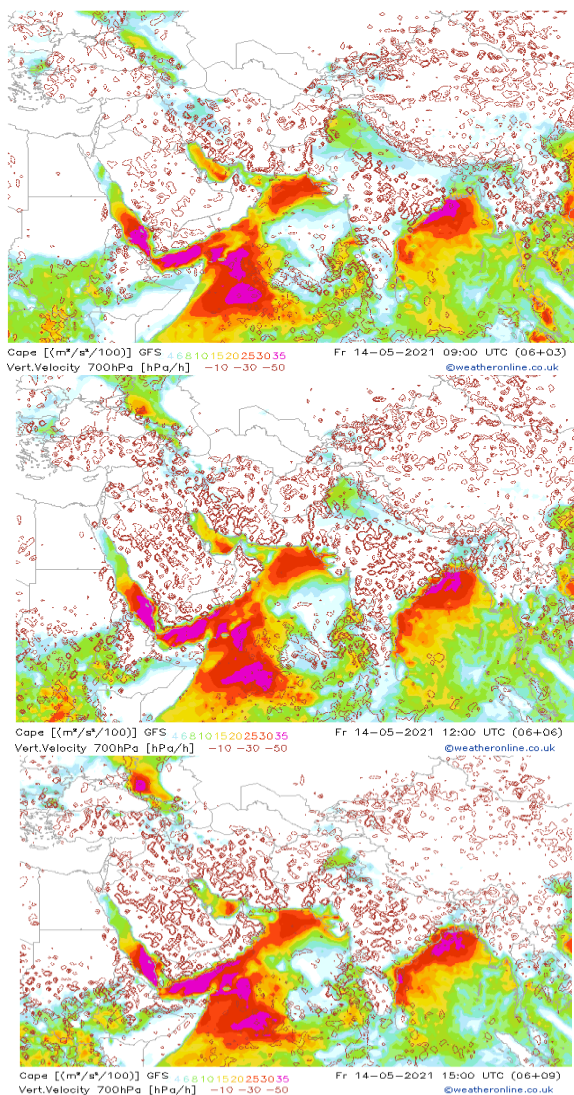 Cape [(m²/s²/100)] GFS 4 6 8 10 15 20 25 30 35 Fr 14-05-2021 09:00 UTC (06+03)
Vert.Velocity 700hPa [hPa/h] -10 -30 -50 ©weatheronline.co.uk
Cape [(m²/s²/100)] GFS 4 6 8 10 15 20 25 30 35 Fr 14-05-2021 12:00 UTC (06+06)
Vert.Velocity 700hPa [hPa/h] -10 -30 -50 ©weatheronline.co.uk
Cape [(m²/s²/100)] GFS 4 6 8 10 15 20 25 30 35 Fr 14-05-2021 15:00 UTC (06+09)
Vert.Velocity 700hPa [hPa/h] -10 -30 -50 ©weatheronline.co.uk